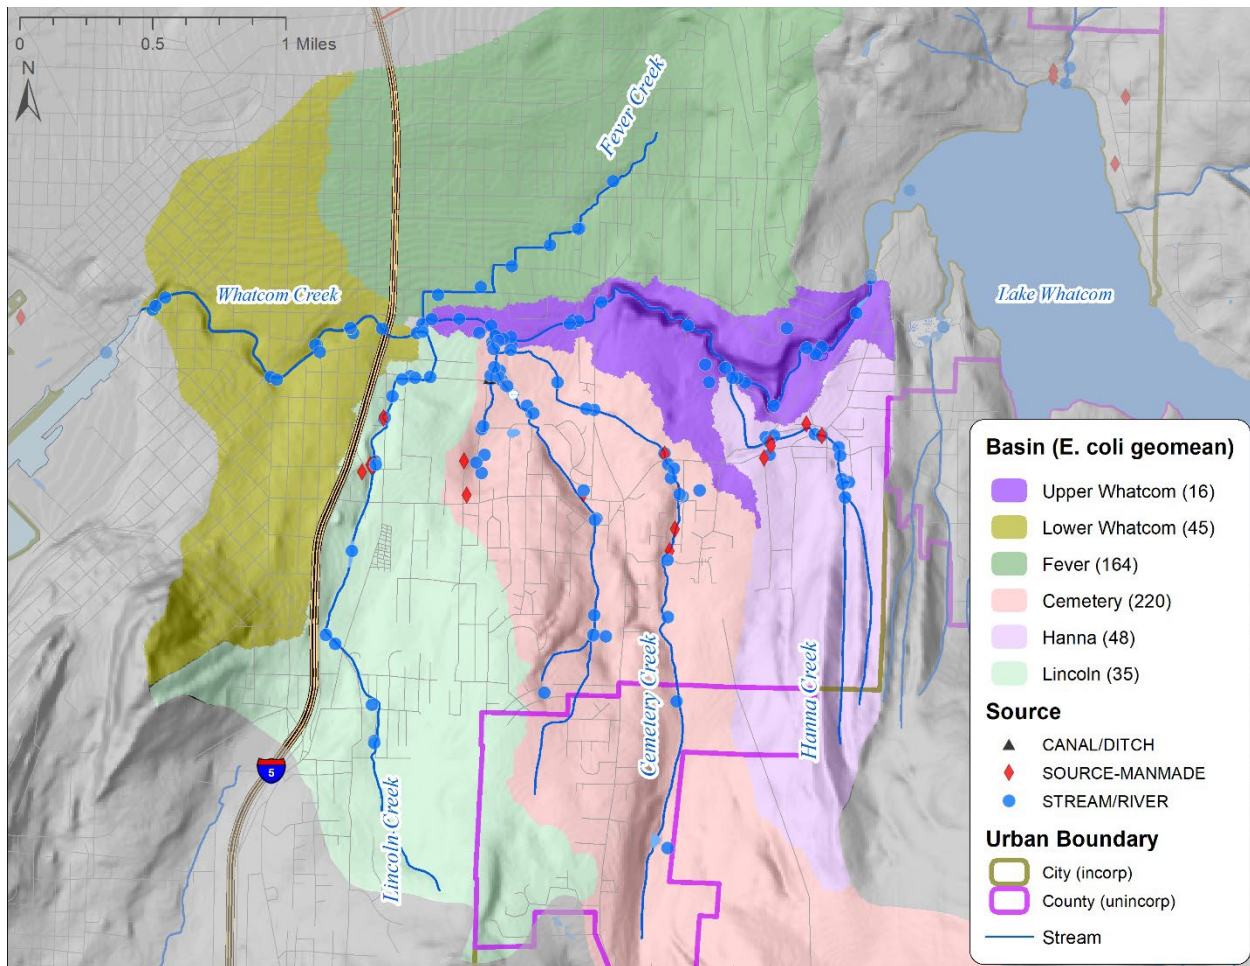 0 0.5 1 Miles
N
Fever Creek
Whatcom Creek
Lake Whatcom
Cemetery Creek
Hanna Creek
Lincoln Creek
5
Basin (E. coli geomean)
Upper Whatcom (16)
Lower Whatcom (45)
Fever (164)
Cemetery (220)
Hanna (48)
Lincoln (35)
Source
CANAL/DITCH
SOURCE-MANMADE
STREAM/RIVER
Urban Boundary
City (incorp)
County (unincorp)
Stream